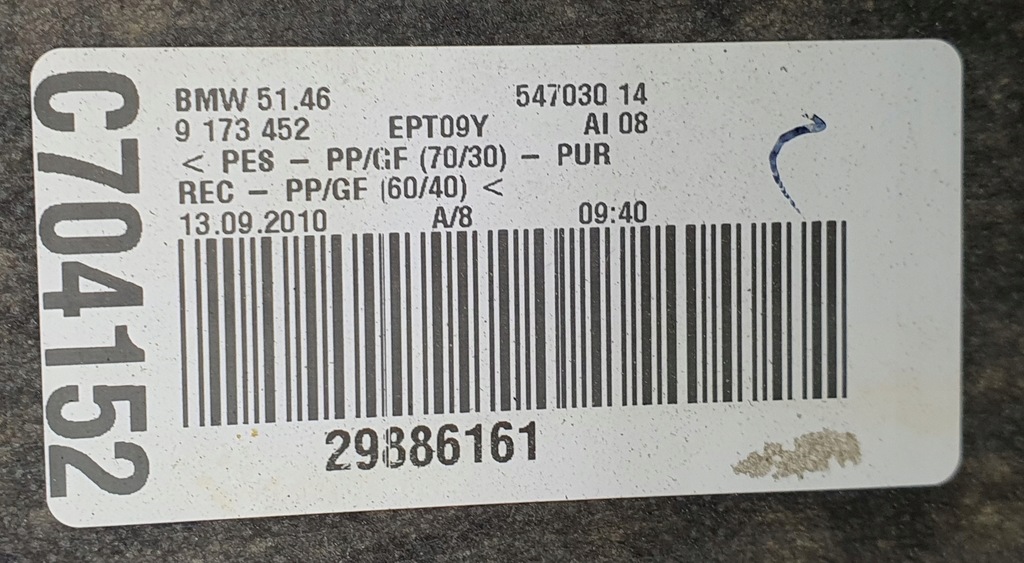 C704152
BMW 51.46 547030 14
9 173 452 EPT09Y AI 08
< PES – PP/GF (70/30) – PUR
REC – PP/GF (60/40) <
13.09.2010 A/8 09:40
29886161